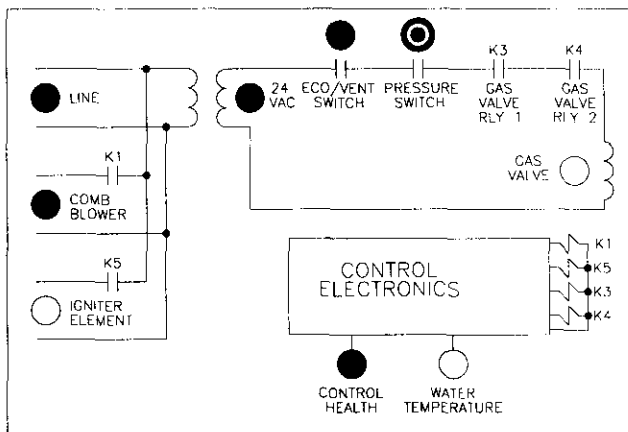 K3
K4
24
VAC
ECO/VENT
SWITCH
PRESSURE
SWITCH
GAS
VALVE
RLY 1
GAS
VALVE
RLY 2
LINE
K1
COMB
BLOWER
K5
IGNITER
ELEMENT
GAS
VALVE
CONTROL
ELECTRONICS
K1
K5
K3
K4
CONTROL
HEALTH
WATER
TEMPERATURE